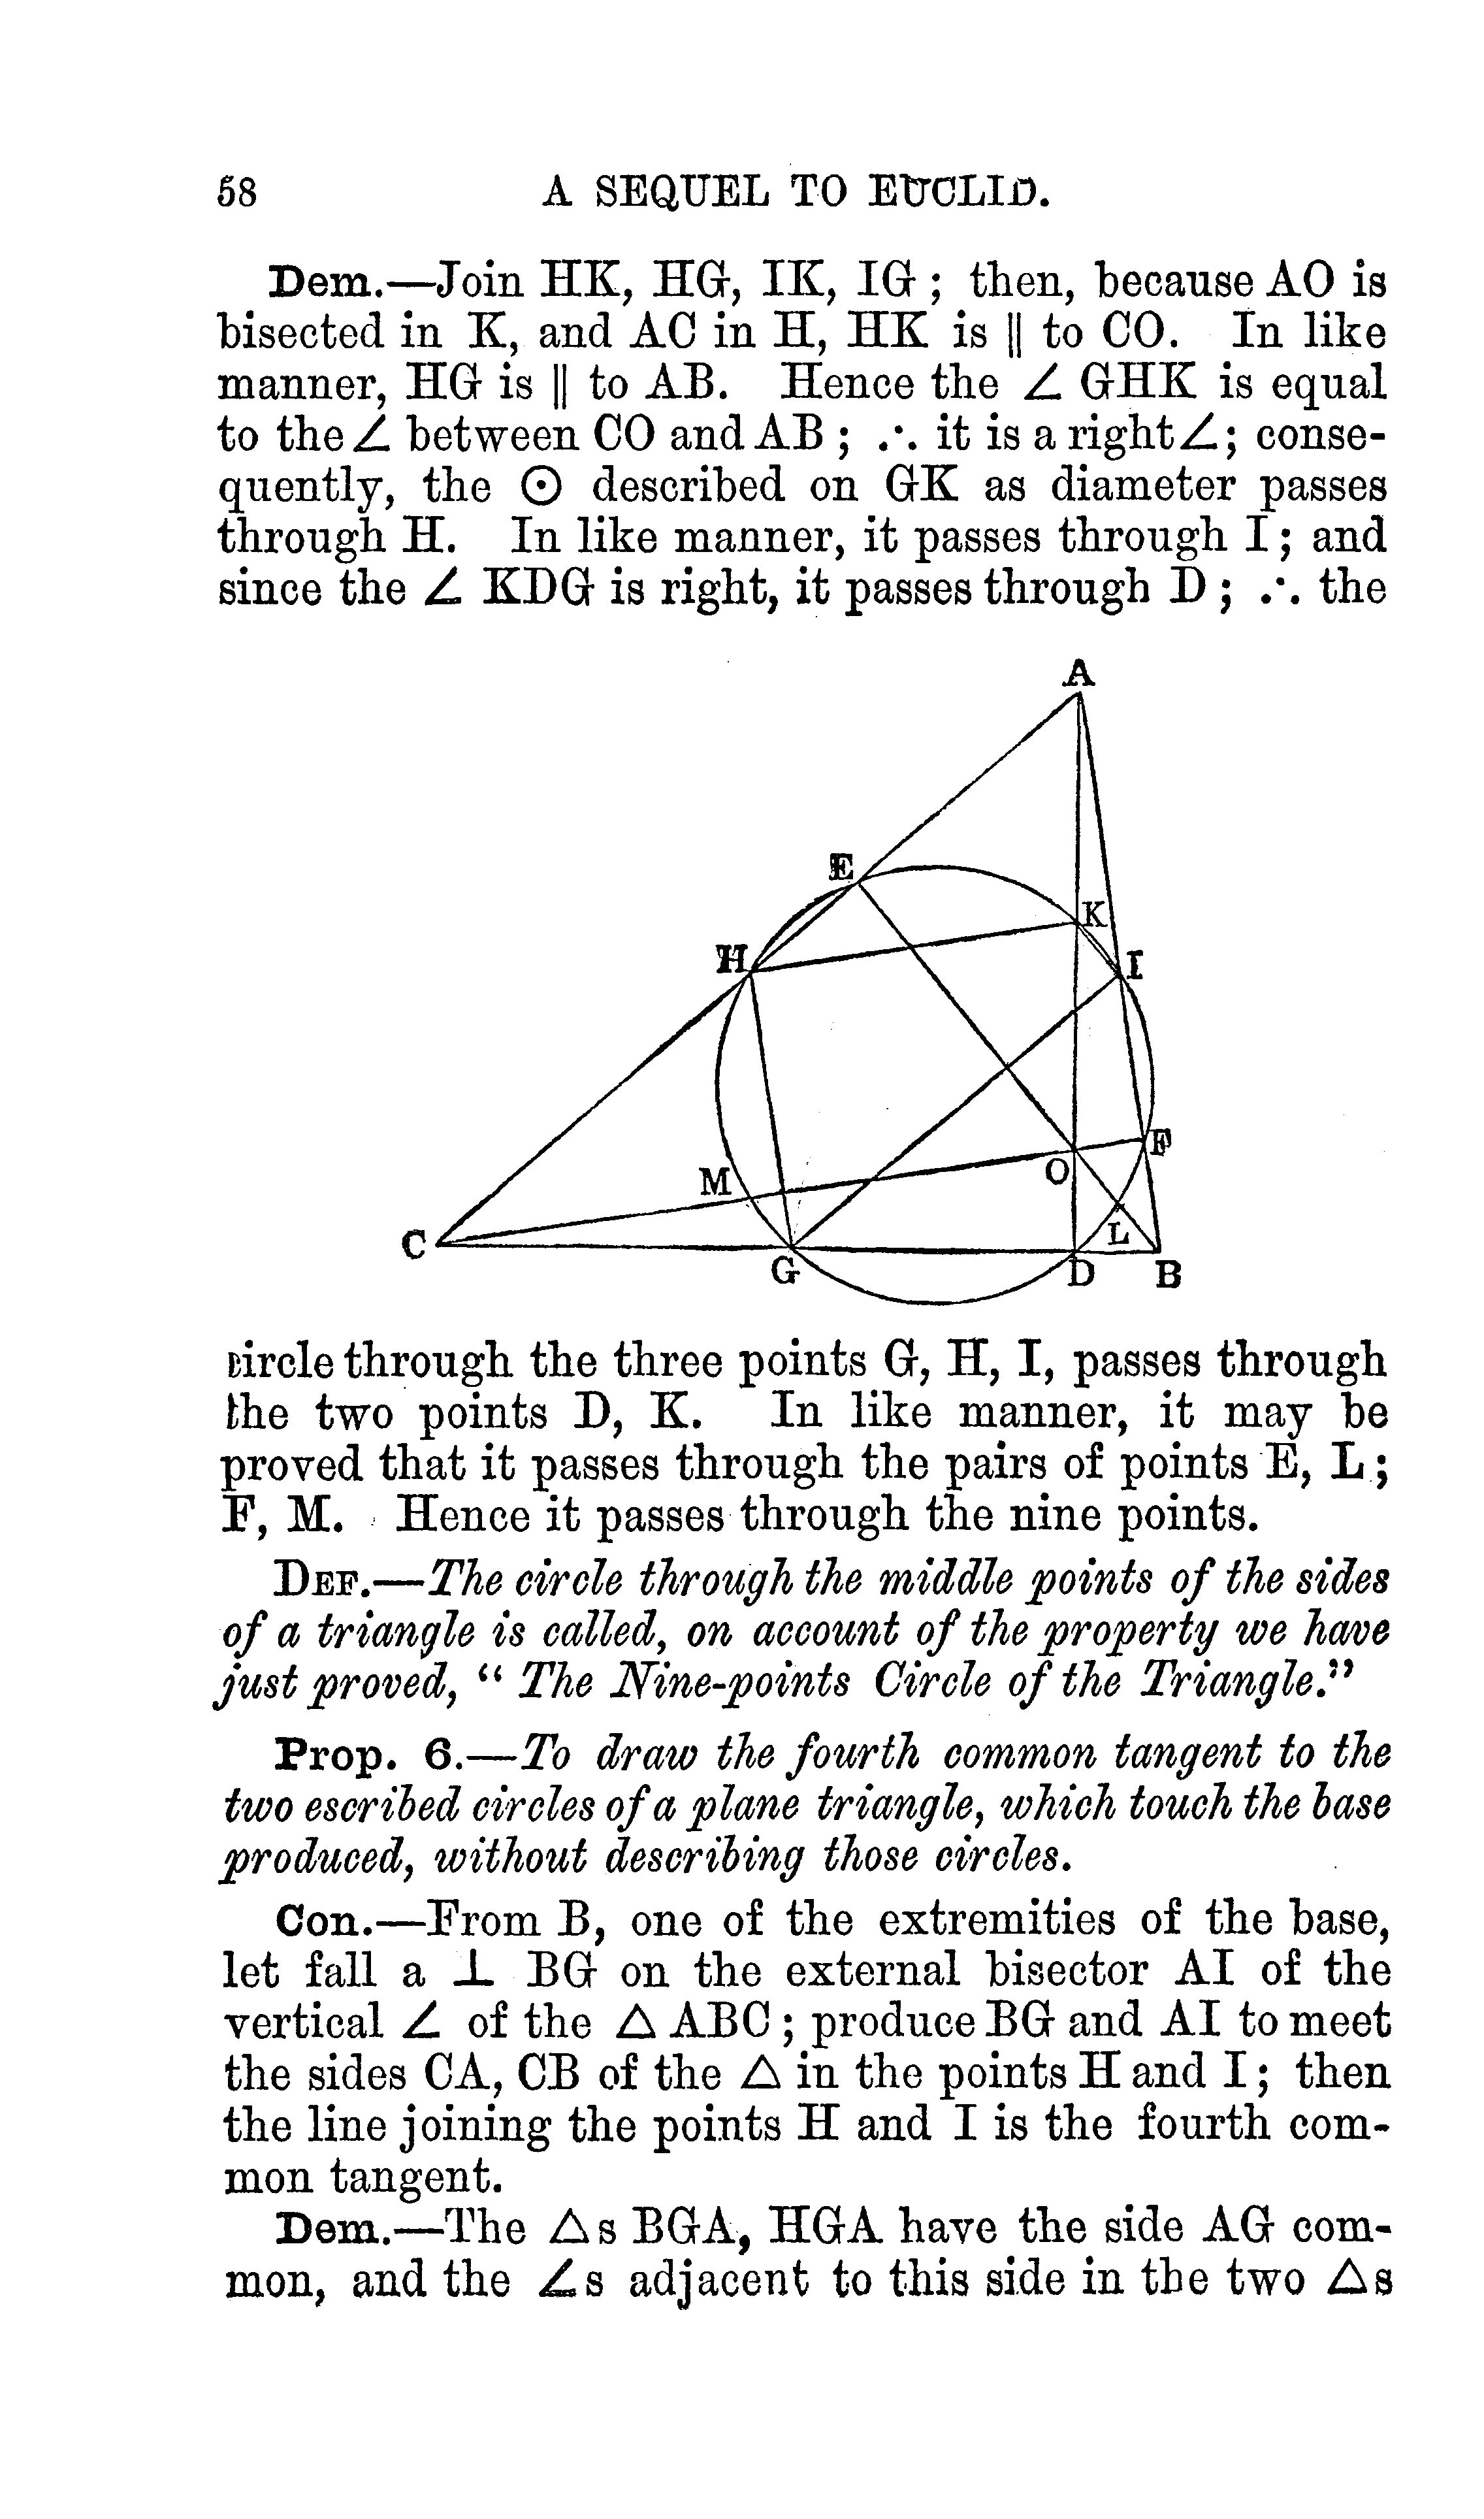 58 A SEQUEL TO EUCLID.
Dem.—Join HK, HG, IK, IG ; then, because AO is
bisected in K, and AC in H, HK is || to CO. In like
manner, HG is || to AB. Hence the ∠ GHK is equal
to the ∠ between CO and AB ; ∴ it is a right ∠; conse-
quently, the ⊙ described on GK as diameter passes
through H. In like manner, it passes through I ; and
since the ∠ KDG is right, it passes through D ; ∴ the
A
E
K
H
I
F
M
O
C
L
G
D
B
circle through the three points G, H, I, passes through
the two points D, K. In like manner, it may be
proved that it passes through the pairs of points E, L ;
F, M. Hence it passes through the nine points.
DEF.—The circle through the middle points of the sides
of a triangle is called, on account of the property we have
just proved, “ The Nine-points Circle of the Triangle.”
Prop. 6.—To draw the fourth common tangent to the
two escribed circles of a plane triangle, which touch the base
produced, without describing those circles.
Con.—From B, one of the extremities of the base,
let fall a ⊥ BG on the external bisector AI of the
vertical ∠ of the △ ABC ; produce BG and AI to meet
the sides CA, CB of the △ in the points H and I ; then
the line joining the points H and I is the fourth com-
mon tangent.
Dem.—The △s BGA, HGA have the side AG com-
mon, and the ∠s adjacent to this side in the two △s